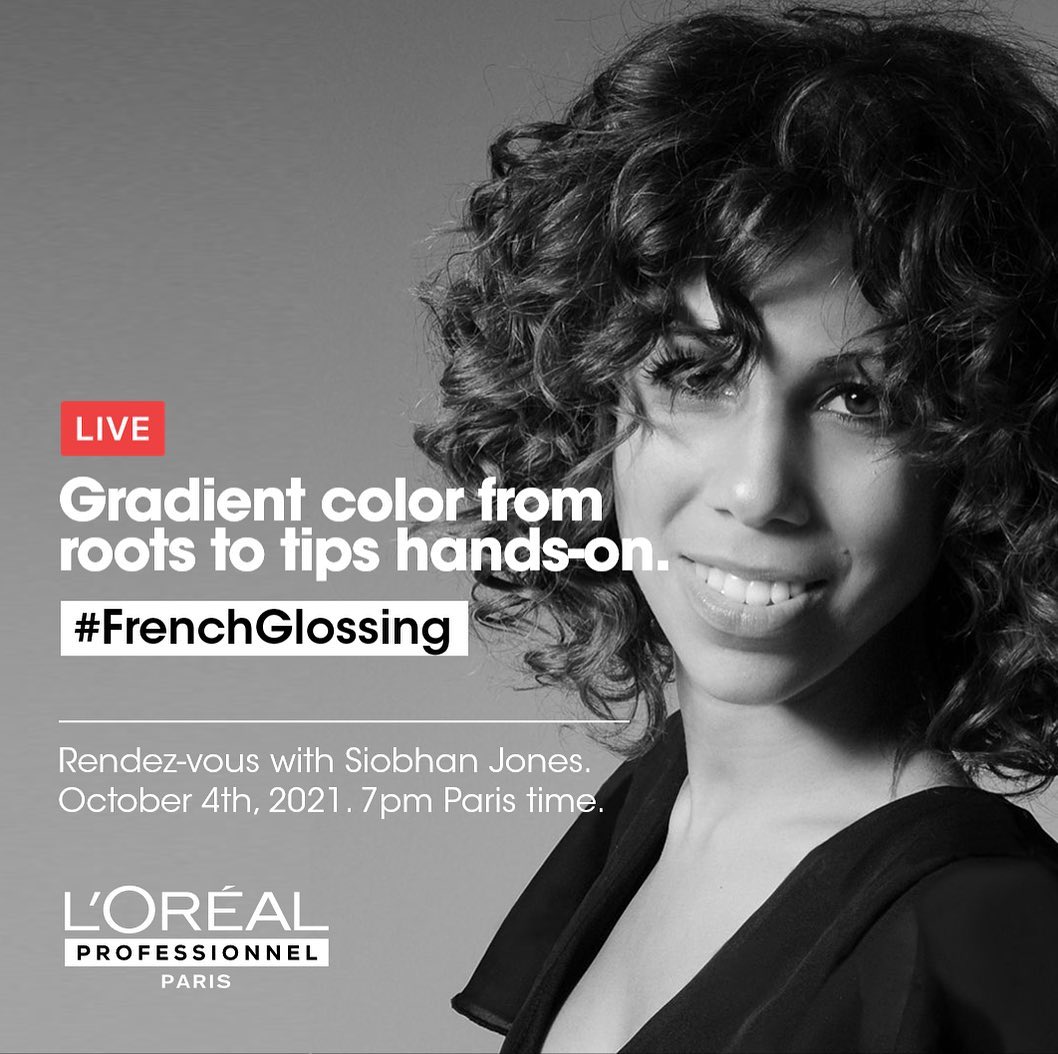 LIVE
Gradient color from
roots to tips hands-on.
#FrenchGlossing
Rendez-vous with Siobhan Jones.
October 4th, 2021. 7pm Paris time.
L'ORÉAL
PROFESSIONNEL
PARIS